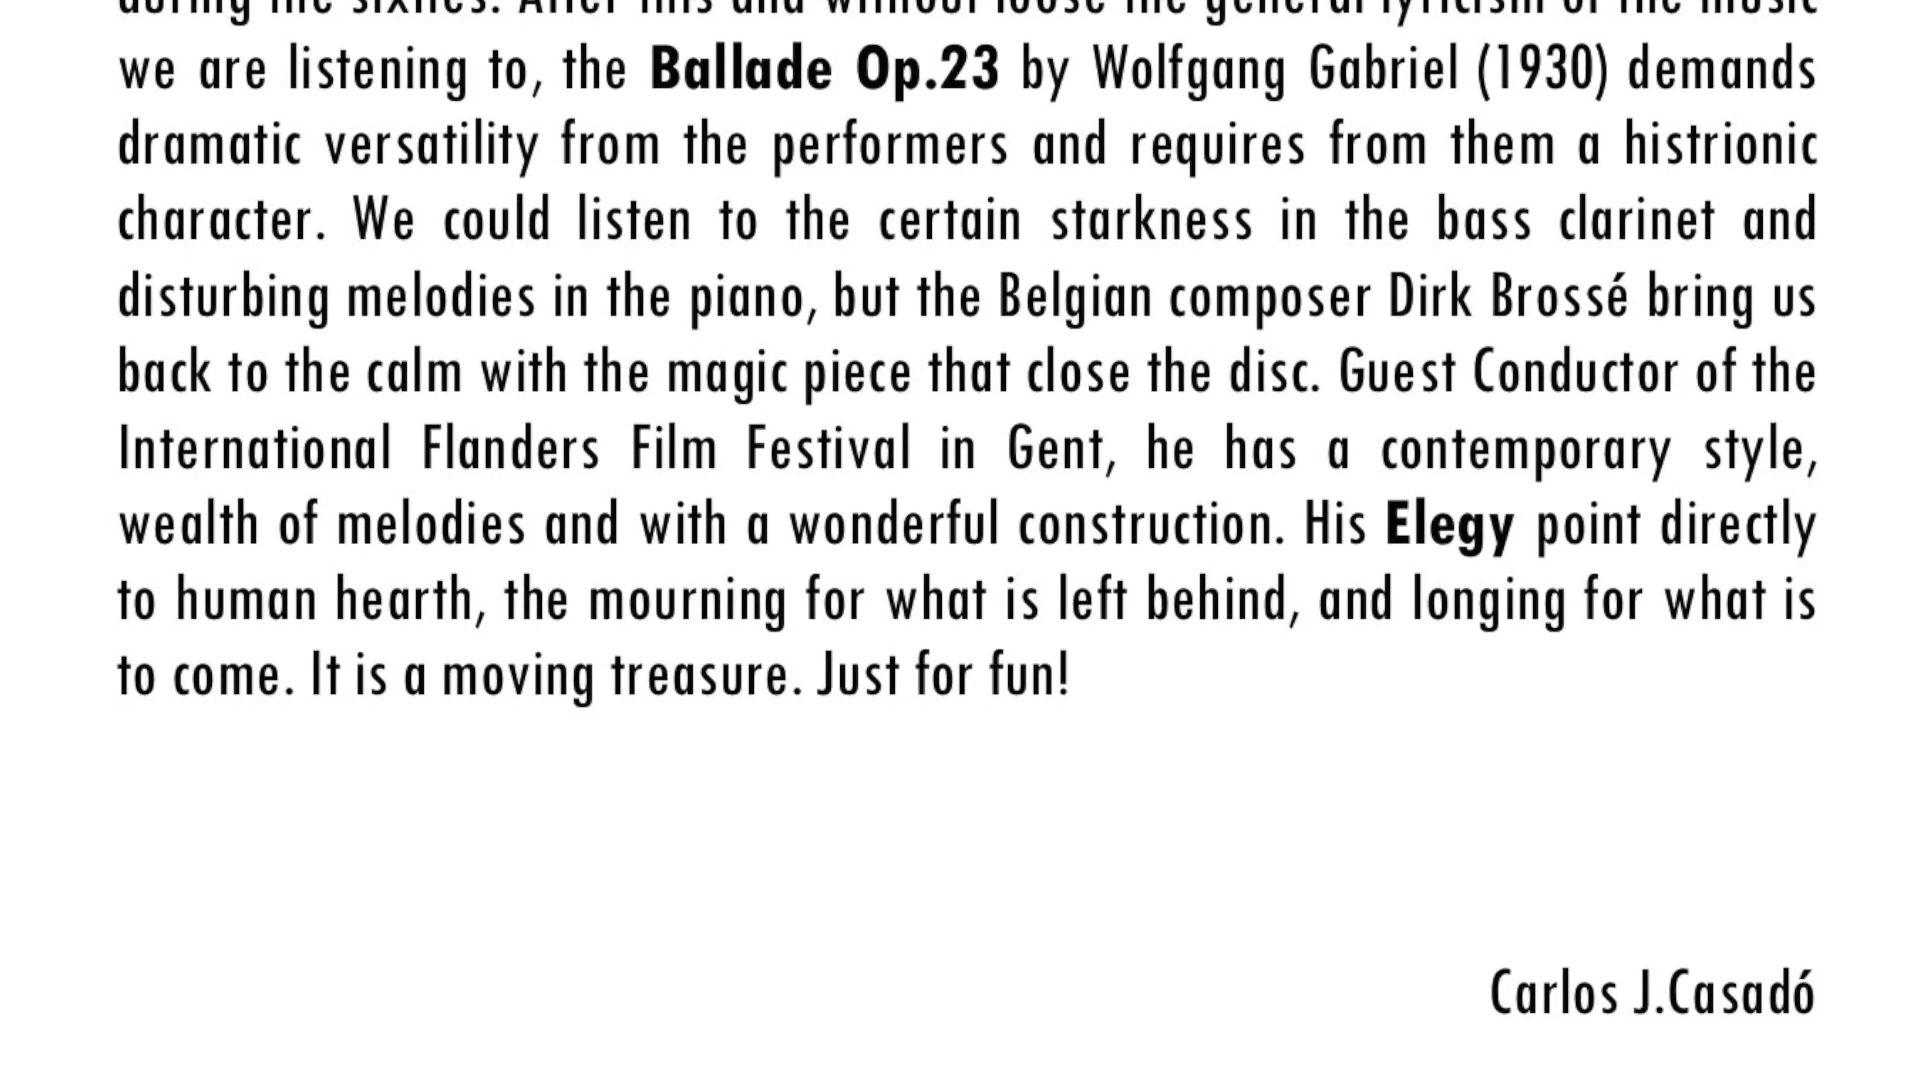 during the sixties. After this and without loose the general lyricism of the music
we are listening to, the Ballade Op.23 by Wolfgang Gabriel (1930) demands
dramatic versatility from the performers and requires from them a histrionic
character. We could listen to the certain starkness in the bass clarinet and
disturbing melodies in the piano, but the Belgian composer Dirk Brossé bring us
back to the calm with the magic piece that close the disc. Guest Conductor of the
International Flanders Film Festival in Gent, he has a contemporary style,
wealth of melodies and with a wonderful construction. His Elegy point directly
to human hearth, the mourning for what is left behind, and longing for what is
to come. It is a moving treasure. Just for fun!
Carlos J.Casadó